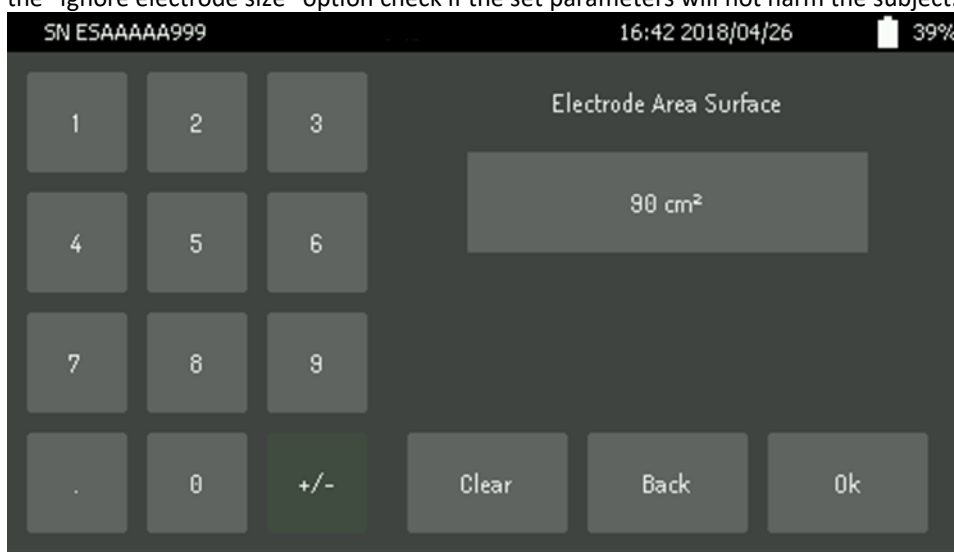 the "ignore electrode size" option check if the set parameters will not harm the subject.
SN ESAAAAA999 16:42 2018/04/26 39%
Electrode Area Surface
90 cm²
1 2 3
4 5 6
7 8 9
. 0 +/-
Clear Back Ok